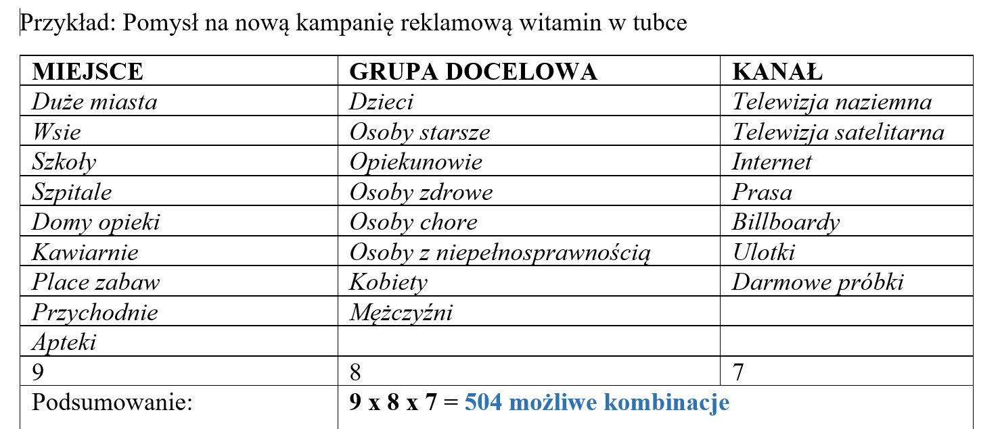 Przykład: Pomysł na nową kampanię reklamową witamin w tubce
MIEJSCE GRUPA DOCELOWA KANAŁ
Duże miasta Dzieci Telewizja naziemna
Wsie Osoby starsze Telewizja satelitarna
Szkoły Opiekunowie Internet
Szpitale Osoby zdrowe Prasa
Domy opieki Osoby chore Billboardy
Kawiarnie Osoby z niepełnosprawnością Ulotki
Place zabaw Kobiety Darmowe próbki
Przychodnie Mężczyźni
Apteki
9 8 7
Podsumowanie: 9 x 8 x 7 = 504 możliwe kombinacje